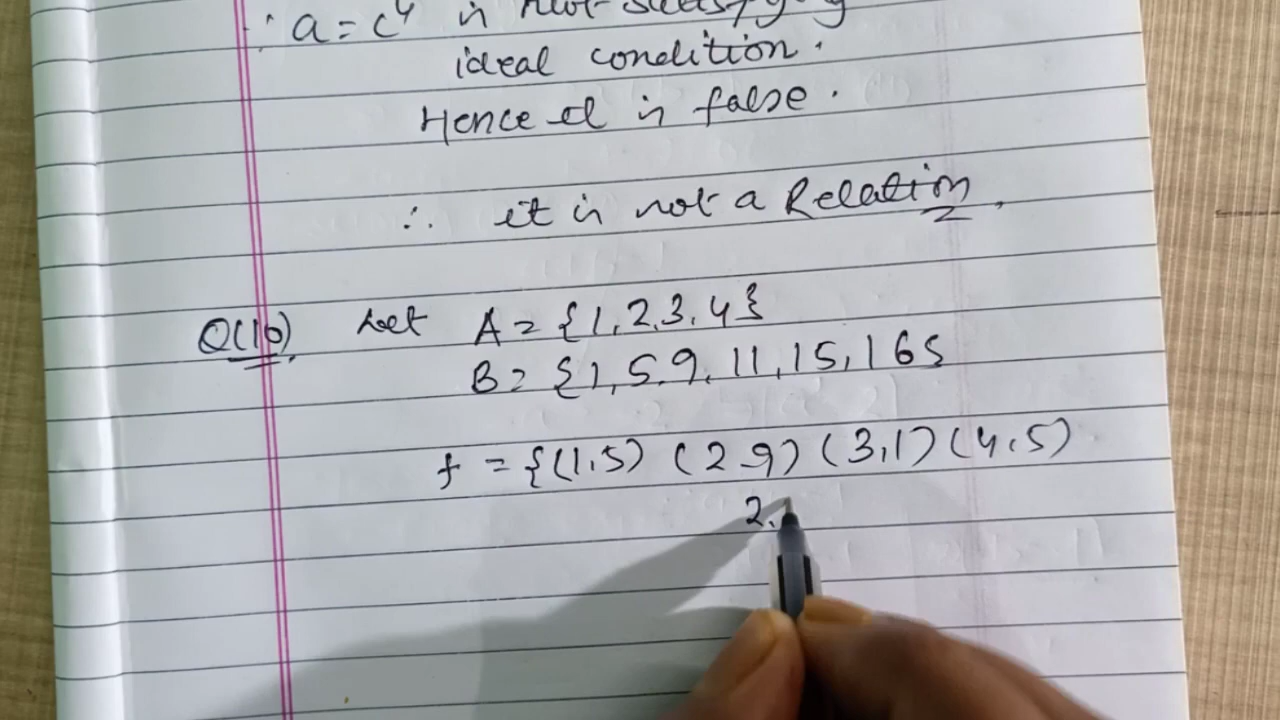 ∴ a = c⁴ is not satisfying
ideal condition.
Hence it is false.
∴ it is not a Relation.
Q(10). Let A = {1, 2, 3, 4}
B = {1, 5, 9, 11, 15, 16}
f = {(1,5) (2 9) (3,1) (4,5)
2.